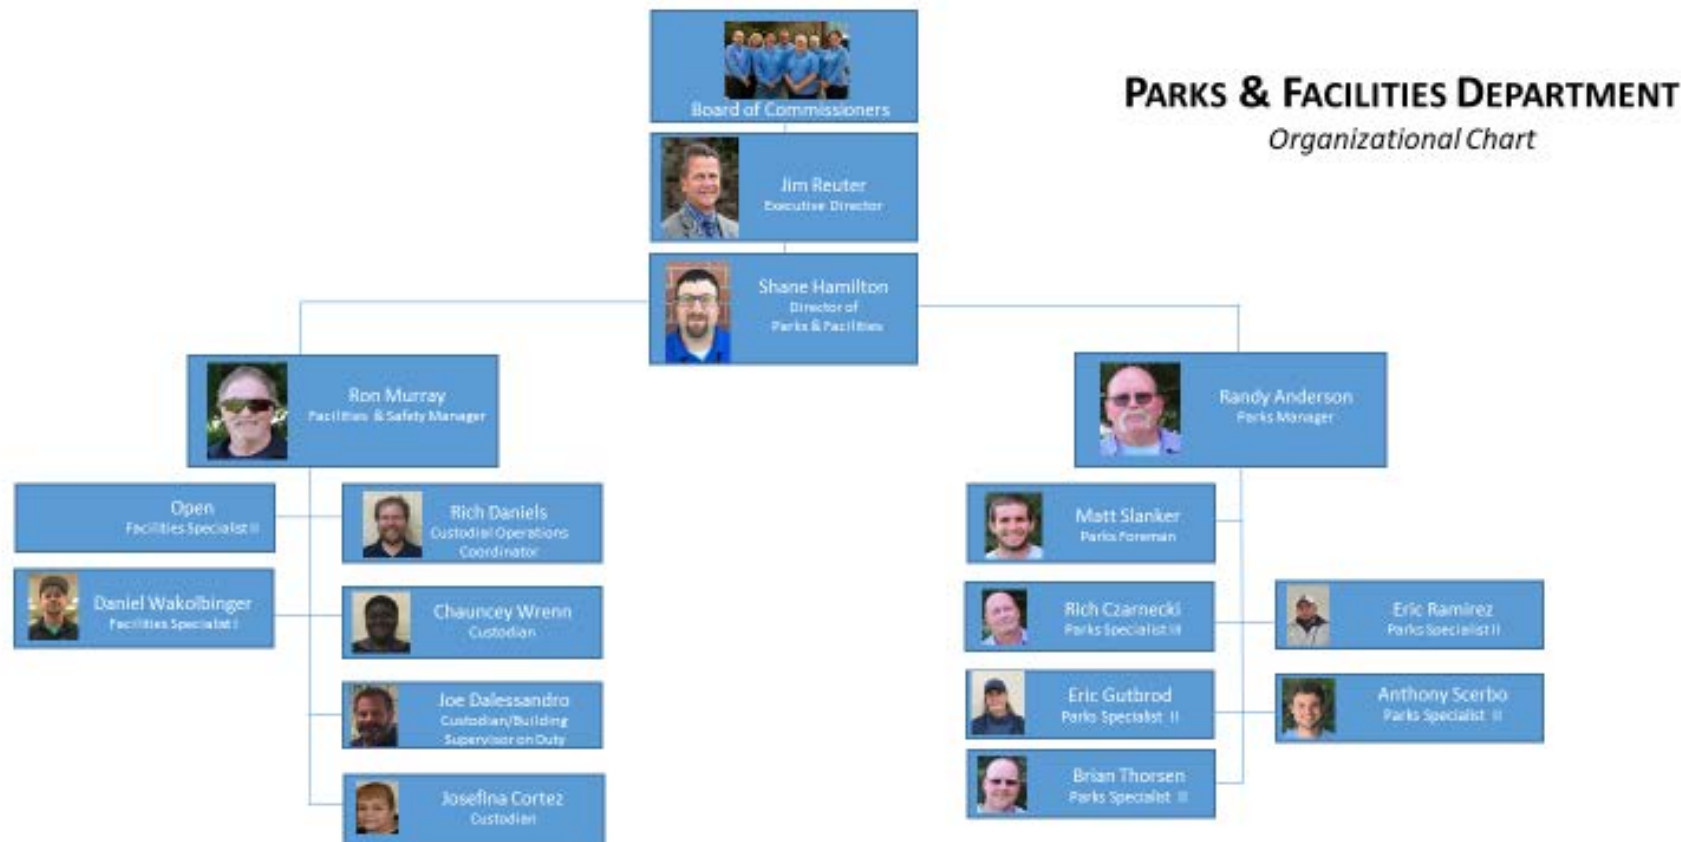 PARKS & FACILITIES DEPARTMENT
Organizational Chart
Board of Commissioners
Jim Reuter
Executive Director
Shane Hamilton
Director of
Parks & Facilities
Ron Murray
Facilities & Safety Manager
Randy Anderson
Parks Manager
Open
Facilities Specialist II
Daniel Wakolbinger
Facilities Specialist I
Rich Daniels
Custodial Operations
Coordinator
Chauncey Wrenn
Custodian
Joe Dalessandro
Custodian/Building
Supervisor on Duty
Josefina Cortez
Custodian
Matt Slanker
Parks Foreman
Rich Czarnecki
Parks Specialist III
Eric Gutbrod
Parks Specialist II
Brian Thorsen
Parks Specialist
Eric Ramirez
Parks Specialist II
Anthony Scerbo
Parks Specialist II